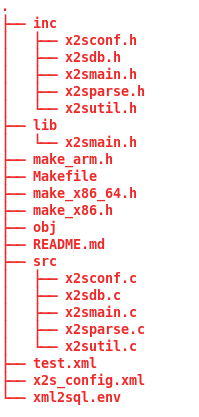 .
├── inc
│   ├── x2sconf.h
│   ├── x2sdb.h
│   ├── x2smain.h
│   ├── x2sparse.h
│   └── x2sutil.h
├── lib
│   └── x2smain.h
├── make_arm.h
├── Makefile
├── make_x86_64.h
├── make_x86.h
├── obj
├── README.md
├── src
│   ├── x2sconf.c
│   ├── x2sdb.c
│   ├── x2smain.c
│   ├── x2sparse.c
│   └── x2sutil.c
├── test.xml
├── x2s_config.xml
└── xml2sql.env